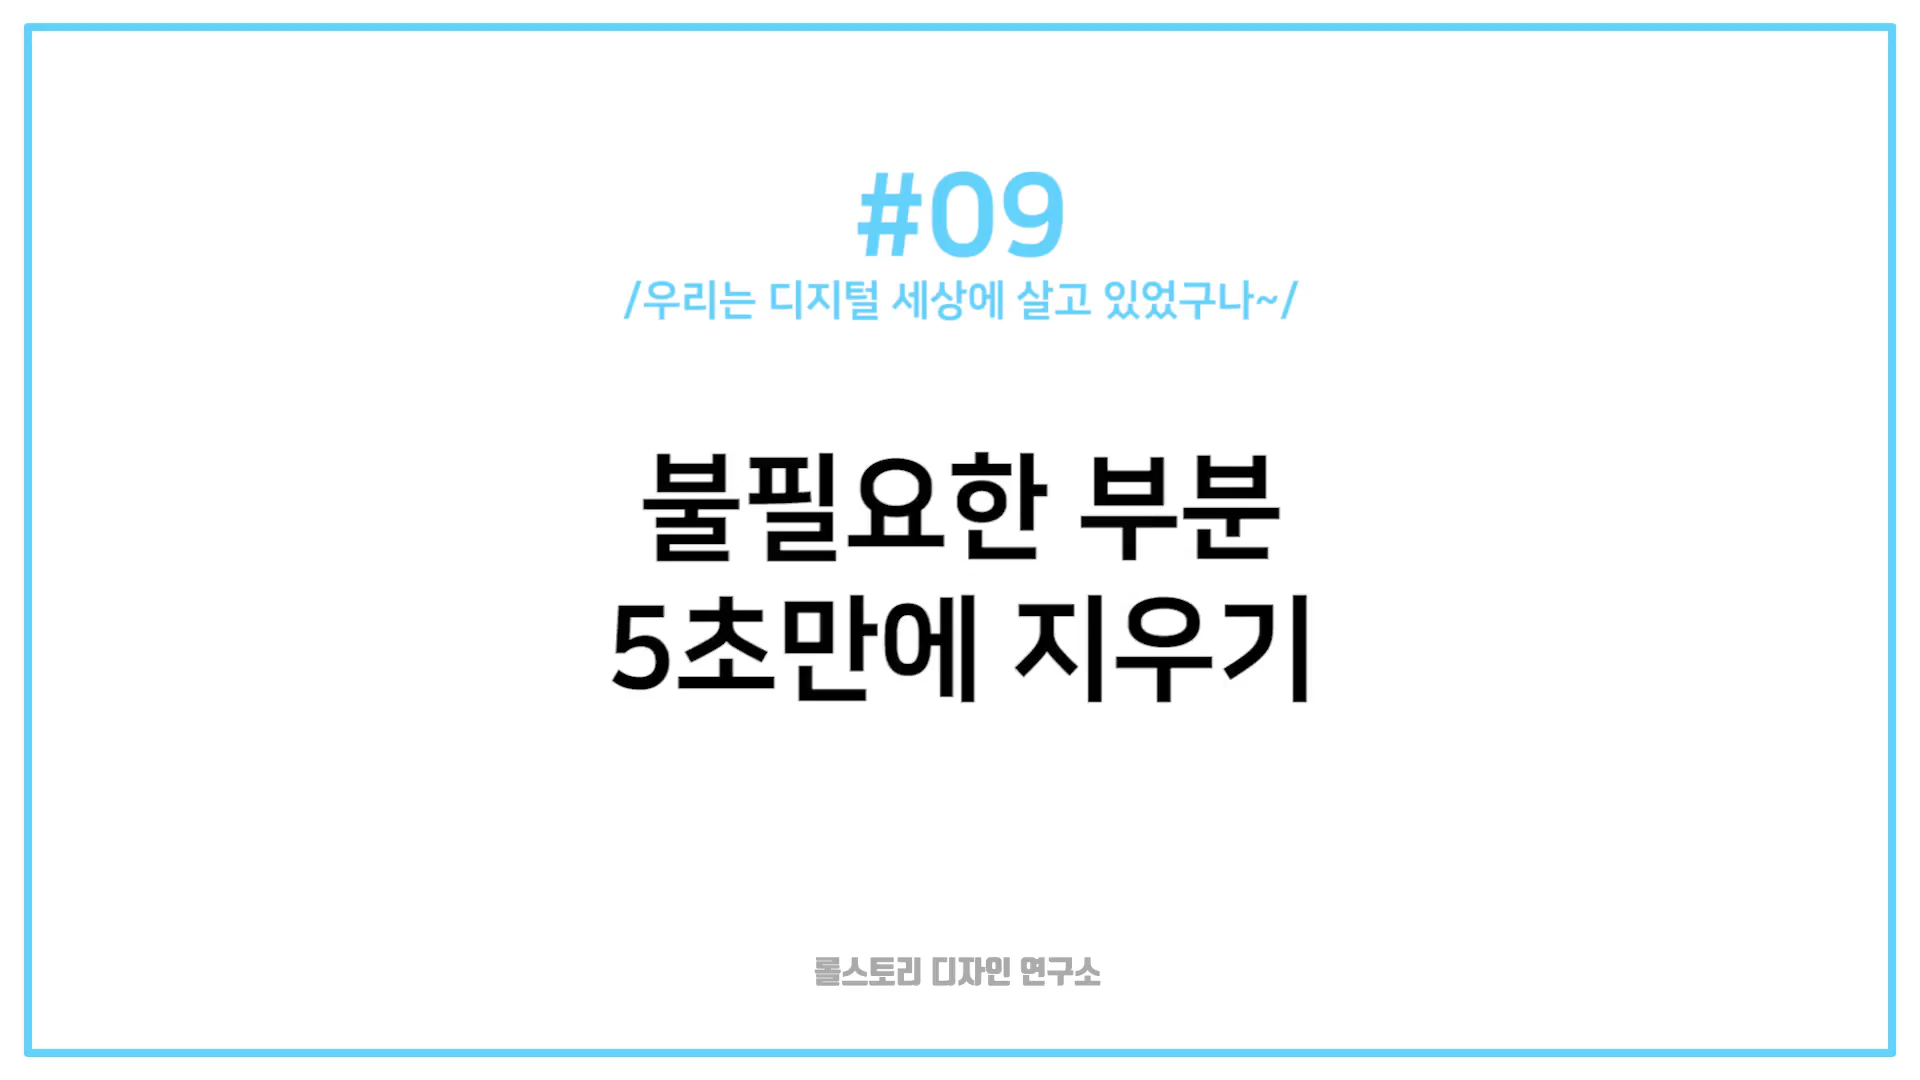 #09
/우리는 디지털 세상에 살고 있었구나~/
불필요한 부분
5초만에 지우기
롤스토리 디자인 연구소